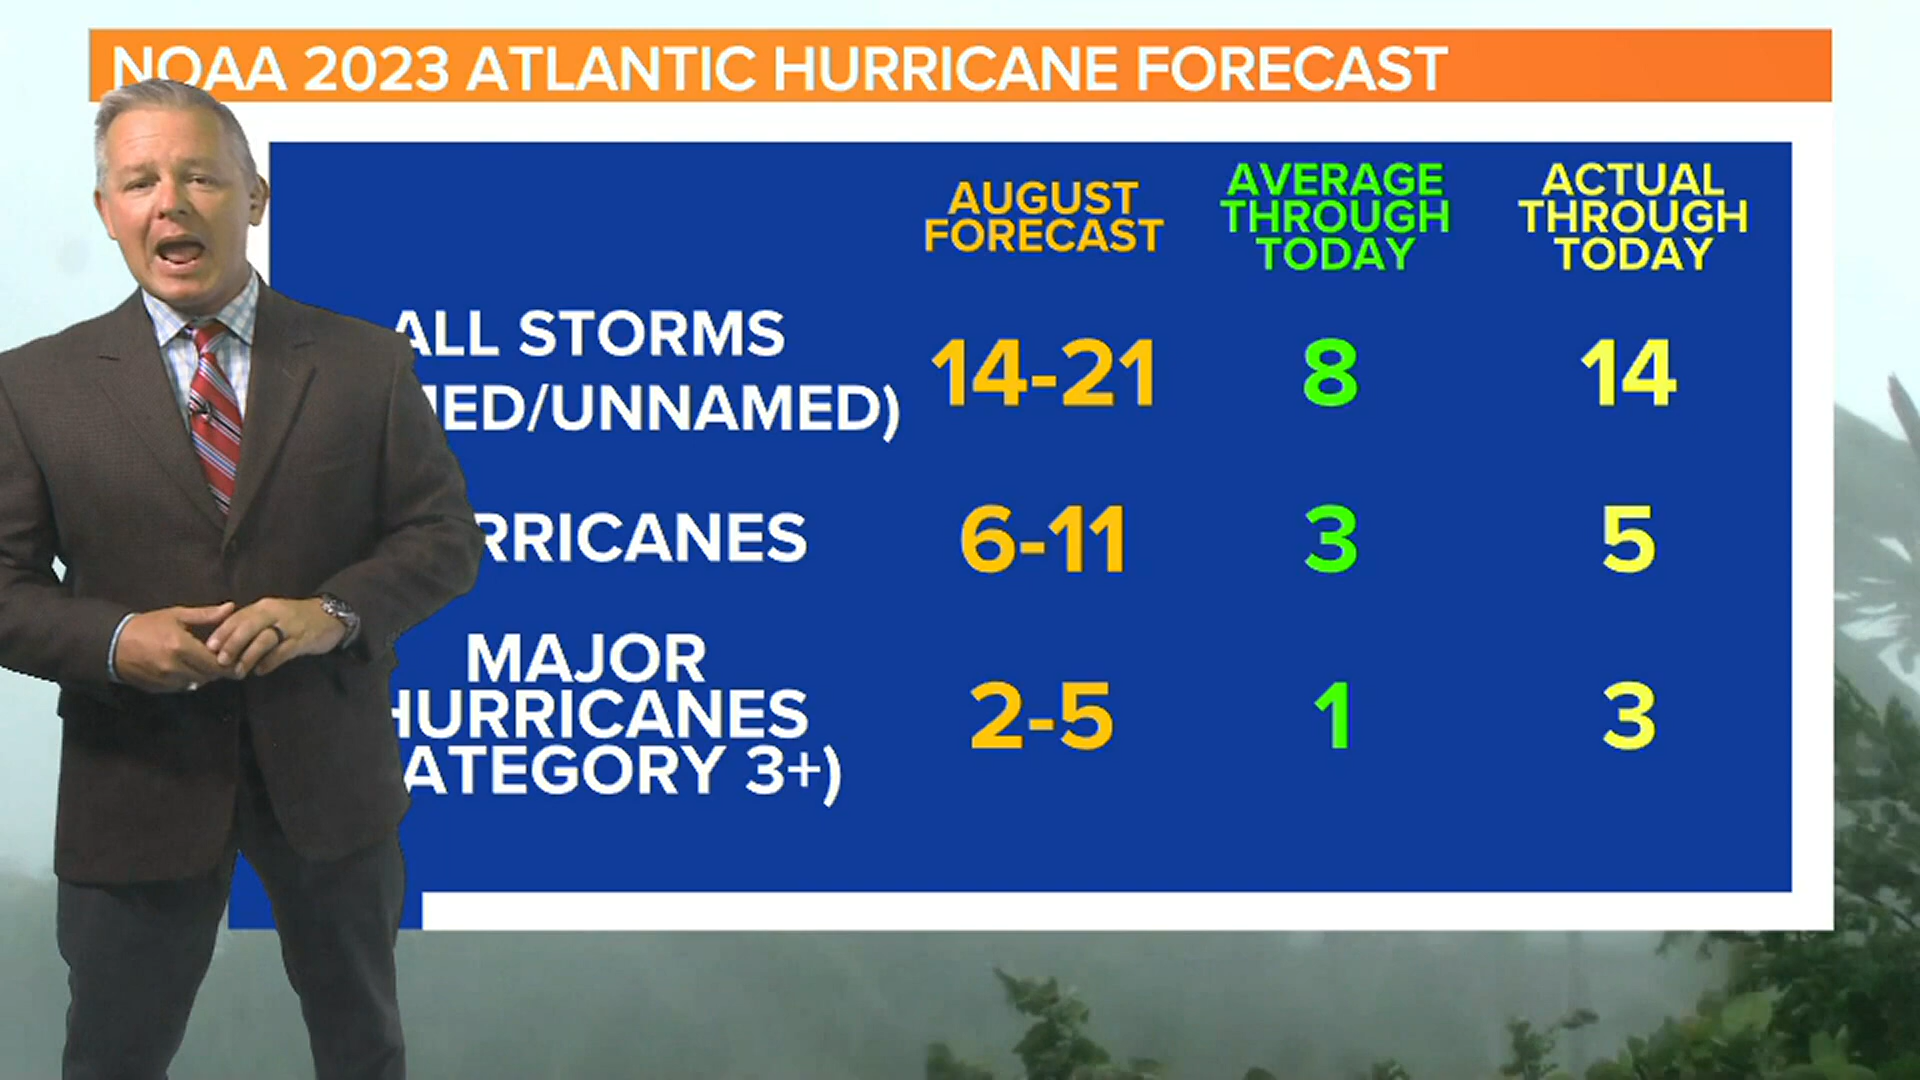 NOAA 2023 ATLANTIC HURRICANE FORECAST
AUGUST
FORECAST
AVERAGE
THROUGH
TODAY
ACTUAL
THROUGH
TODAY
ALL STORMS
MED/UNNAMED)
14-21
8
14
RRICANES
6-11
3
5
MAJOR
HURRICANES
ATEGORY 3+)
2-5
1
3